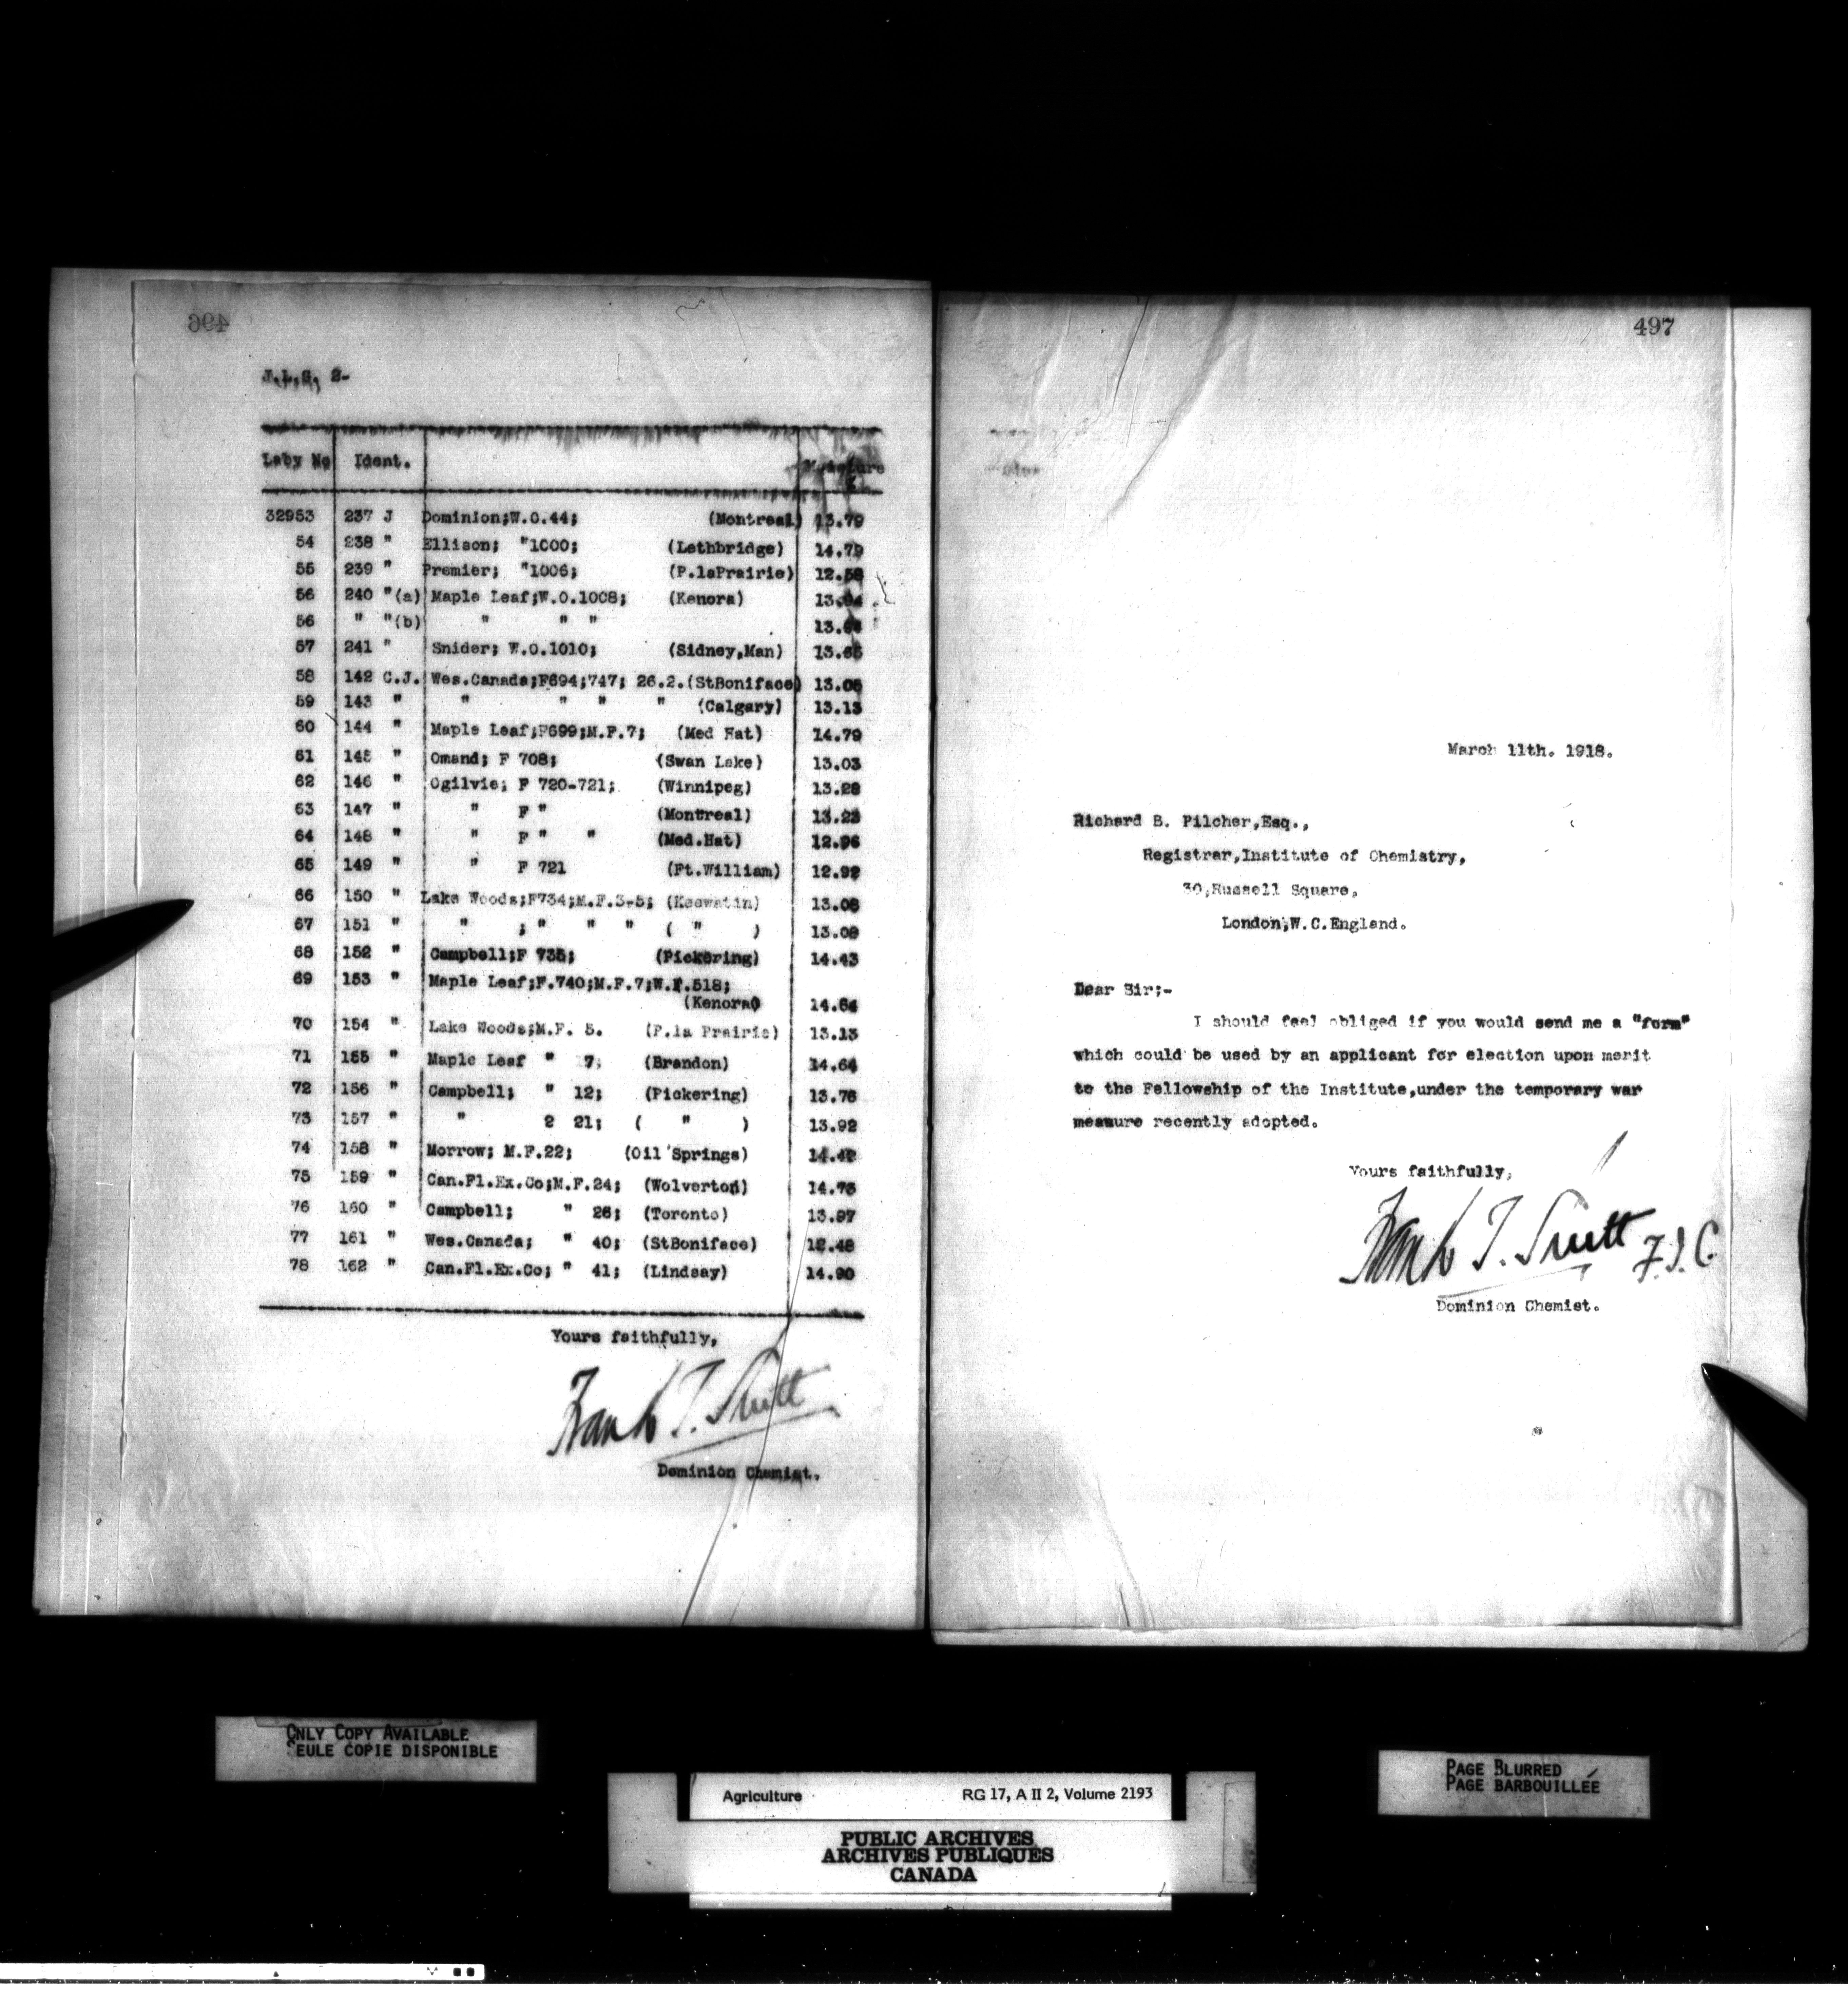 496
J.L.S. 2-
Laby No Ident. Moisture
32953 237 J Dominion;W.O.44; (Montreal) 13.79
54 238 " Ellison; "1000; (Lethbridge) 14.79
55 239 " Premier; "1006; (P.laPrairie) 12.58
56 240 "(a) Maple Leaf;W.O.1008; (Kenora)
56 " "(b) " " "
57 241 " Snider; W.O.1010; (Sidney,Man) 13.65
58 142 C.J. Wes.Canada;F694;747; 26.2.(StBoniface) 13.05
59 143 " " " " " (Calgary) 13.13
60 144 " Maple Leaf;F699;M.F.7; (Med Hat) 14.79
61 145 " Omand; F 708; (Swan Lake) 13.03
62 146 " Ogilvie; F 720-721; (Winnipeg) 13.28
63 147 " " F " (Montreal) 13.23
64 148 " " F " " (Med.Hat) 12.96
65 149 " " F 721 (Ft.William) 12.92
66 150 " Lake Woods;F734;M.F.3-5; (Keewatin) 13.08
67 151 " " ; " " " ( " ) 13.09
68 152 " Campbell;F 735; (Pickering) 14.43
69 153 " Maple Leaf;F.740;M.F.7;W.F.518;
(Kenora) 14.64
70 154 " Lake Woods;M.F. 5. (P.la Prairie) 13.13
71 155 " Maple Leaf " 7; (Brandon) 14.64
72 156 " Campbell; " 12; (Pickering) 13.76
73 157 " " 2 21; ( " ) 13.92
74 158 " Morrow; M.F.22; (Oil Springs) 14.42
75 159 " Can.Fl.Ex.Co;M.F.24; (Wolverton) 14.73
76 160 " Campbell; " 26; (Toronto) 13.97
77 161 " Wes.Canada; " 40; (StBoniface) 12.48
78 162 " Can.Fl.Ex.Co; " 41; (Lindsay) 14.90
Yours faithfully,
Frank T. Shutt
Dominion Chemist.
497
March 11th. 1918.
Richard B. Pilcher,Esq.,
Registrar,Institute of Chemistry,
30,Russell Square,
London,W.C.England.
Dear Sir;-
I should feel obliged if you would send me a "form"
which could be used by an applicant for election upon merit
to the Fellowship of the Institute,under the temporary war
measure recently adopted.
Yours faithfully,
Frank T. Shutt F.I.C.
Dominion Chemist.
ONLY COPY AVAILABLE
SEULE COPIE DISPONIBLE
PAGE BLURRED
PAGE BARBOUILLÉE
Agriculture RG 17, A II 2, Volume 2193
PUBLIC ARCHIVES
ARCHIVES PUBLIQUES
CANADA